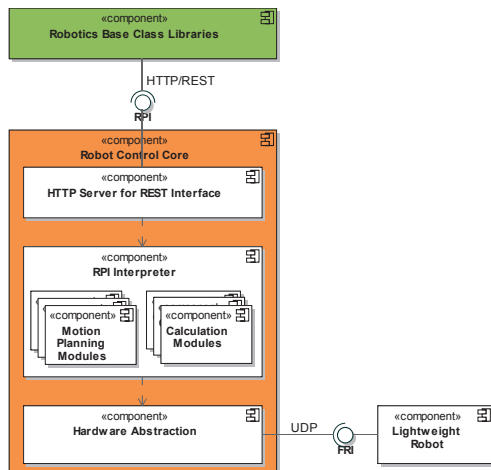 «component»
Robotics Base Class Libraries
HTTP/REST
RPI
«component»
Robot Control Core
«component»
HTTP Server for REST Interface
«component»
RPI Interpreter
«component»
Motion
Planning
Modules
«component»
Calculation
Modules
«component»
Hardware Abstraction
UDP
FRI
«component»
Lightweight
Robot